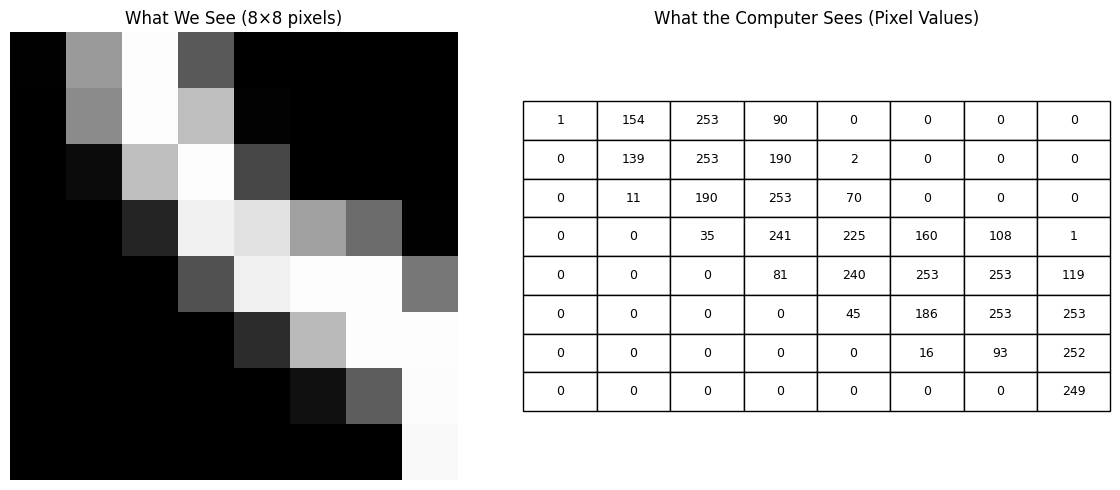 What We See (8×8 pixels)
What the Computer Sees (Pixel Values)
1 154 253 90 0 0 0 0
0 139 253 190 2 0 0 0
0 11 190 253 70 0 0 0
0 0 35 241 225 160 108 1
0 0 0 81 240 253 253 119
0 0 0 0 45 186 253 253
0 0 0 0 0 16 93 252
0 0 0 0 0 0 0 249